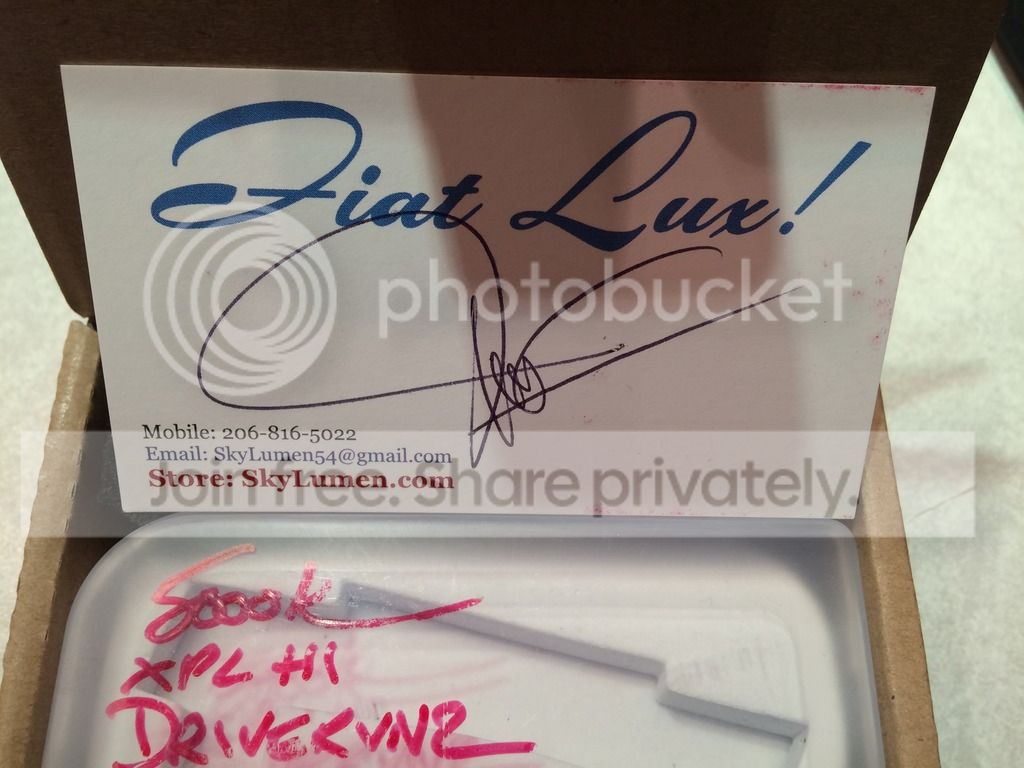 Fiat Lux!
photobucket
Mobile: 206-816-5022
Email: SkyLumen54@gmail.com
Store: SkyLumen.com
Join free. Share privately.
5000K
XPL HI
DRIVERVN2